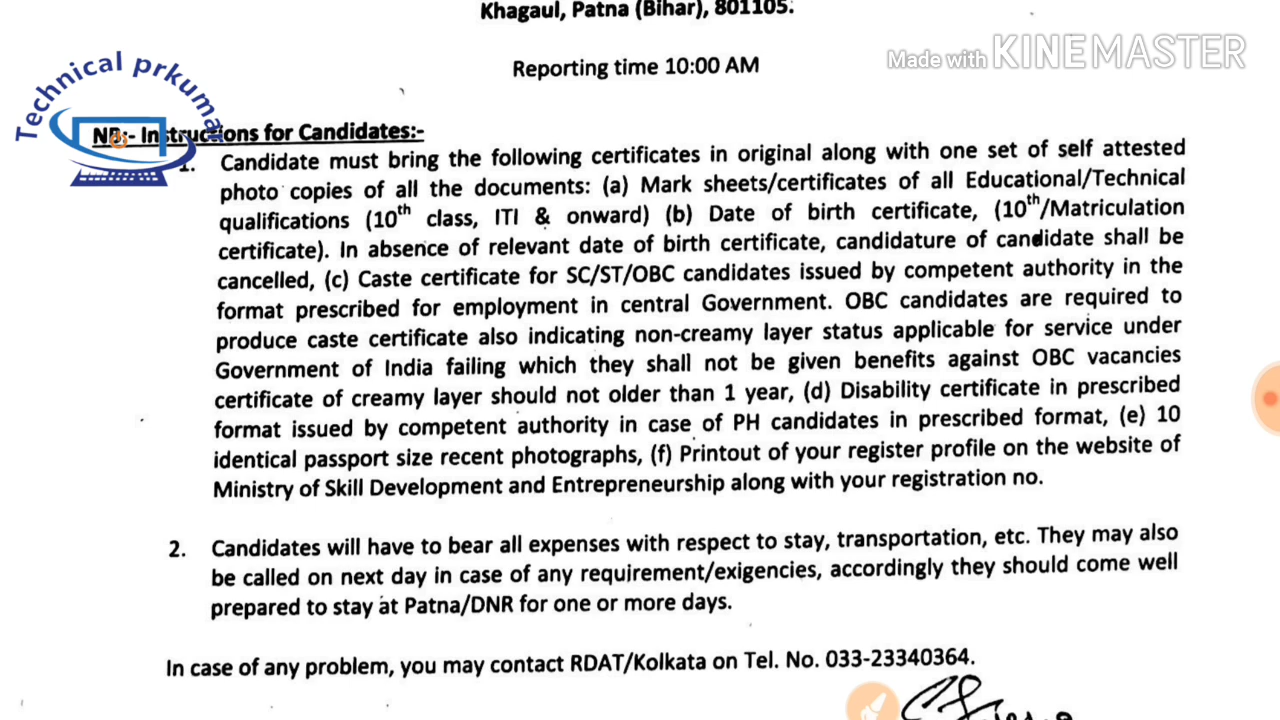 Khagaul, Patna (Bihar), 801105.
Made with KINEMASTER
Technical prkumar
Reporting time 10:00 AM
NB:- Instructions for Candidates:-
1. Candidate must bring the following certificates in original along with one set of self attested
photo copies of all the documents: (a) Mark sheets/certificates of all Educational/Technical
qualifications (10th class, ITI & onward) (b) Date of birth certificate, (10th/Matriculation
certificate). In absence of relevant date of birth certificate, candidature of candidate shall be
cancelled, (c) Caste certificate for SC/ST/OBC candidates issued by competent authority in the
format prescribed for employment in central Government. OBC candidates are required to
produce caste certificate also indicating non-creamy layer status applicable for service under
Government of India failing which they shall not be given benefits against OBC vacancies
certificate of creamy layer should not older than 1 year, (d) Disability certificate in prescribed
format issued by competent authority in case of PH candidates in prescribed format, (e) 10
identical passport size recent photographs, (f) Printout of your register profile on the website of
Ministry of Skill Development and Entrepreneurship along with your registration no.
2. Candidates will have to bear all expenses with respect to stay, transportation, etc. They may also
be called on next day in case of any requirement/exigencies, accordingly they should come well
prepared to stay at Patna/DNR for one or more days.
In case of any problem, you may contact RDAT/Kolkata on Tel. No. 033-23340364.